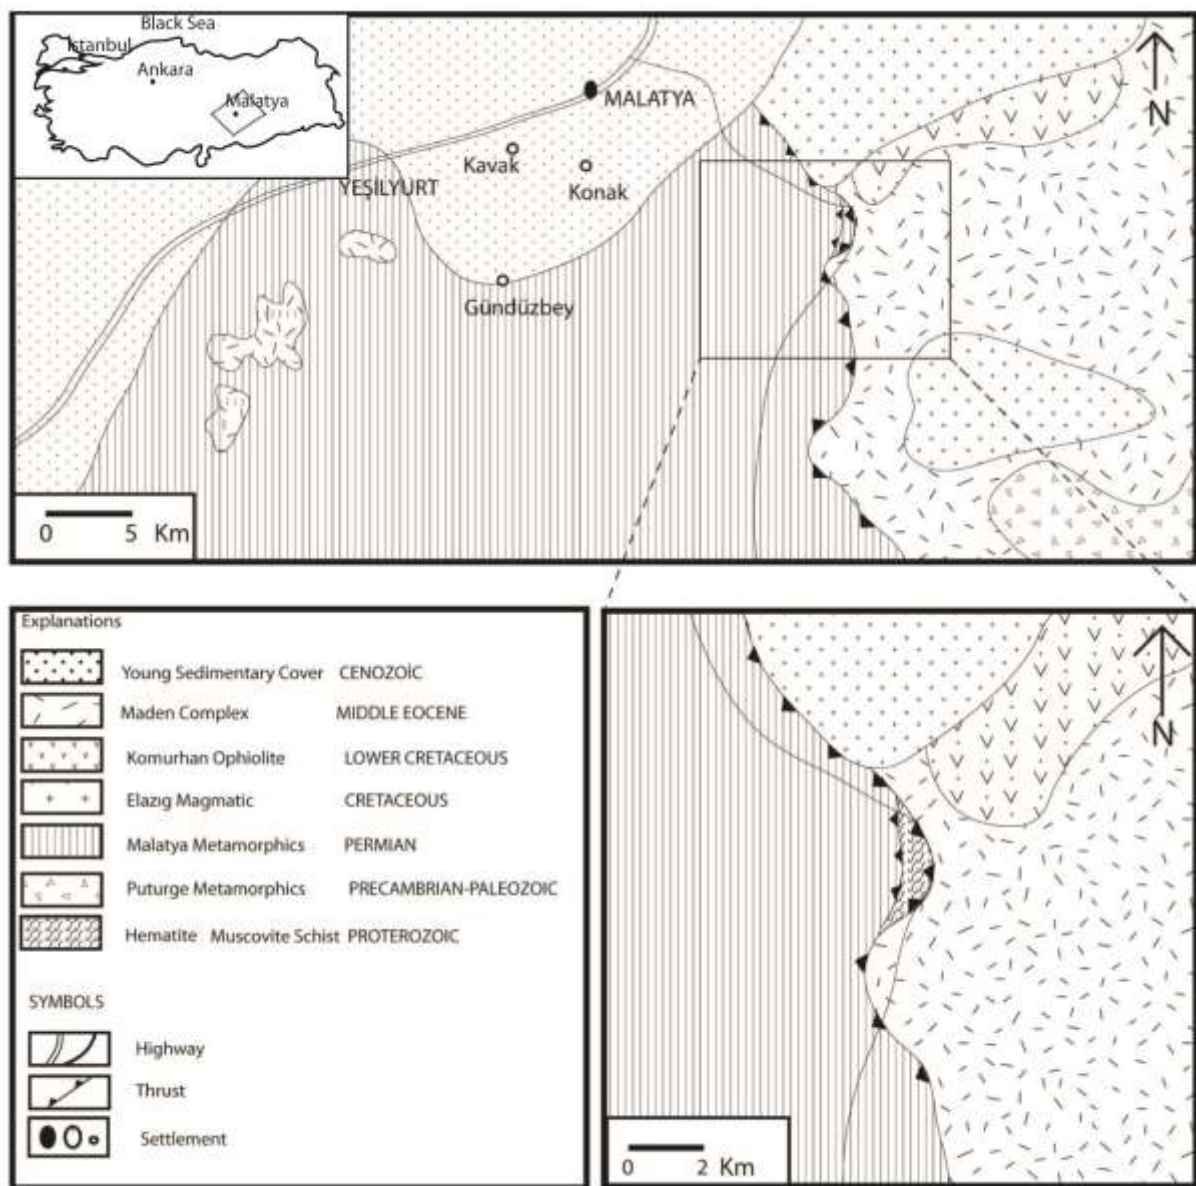 Black Sea
İstanbul
Ankara
Malatya
MALATYA
N
Kavak
Konak
YEŞİLYURT
Gündüzbey
0 5 Km
Explanations
Young Sedimentary Cover CENOZOİC
Maden Complex MIDDLE EOCENE
Komurhan Ophiolite LOWER CRETACEOUS
Elazıg Magmatic CRETACEOUS
Malatya Metamorphics PERMIAN
Puturge Metamorphics PRECAMBRIAN-PALEOZOIC
Hematite Muscovite Schist PROTEROZOIC
SYMBOLS
Highway
Thrust
Settlement
N
0 2 Km